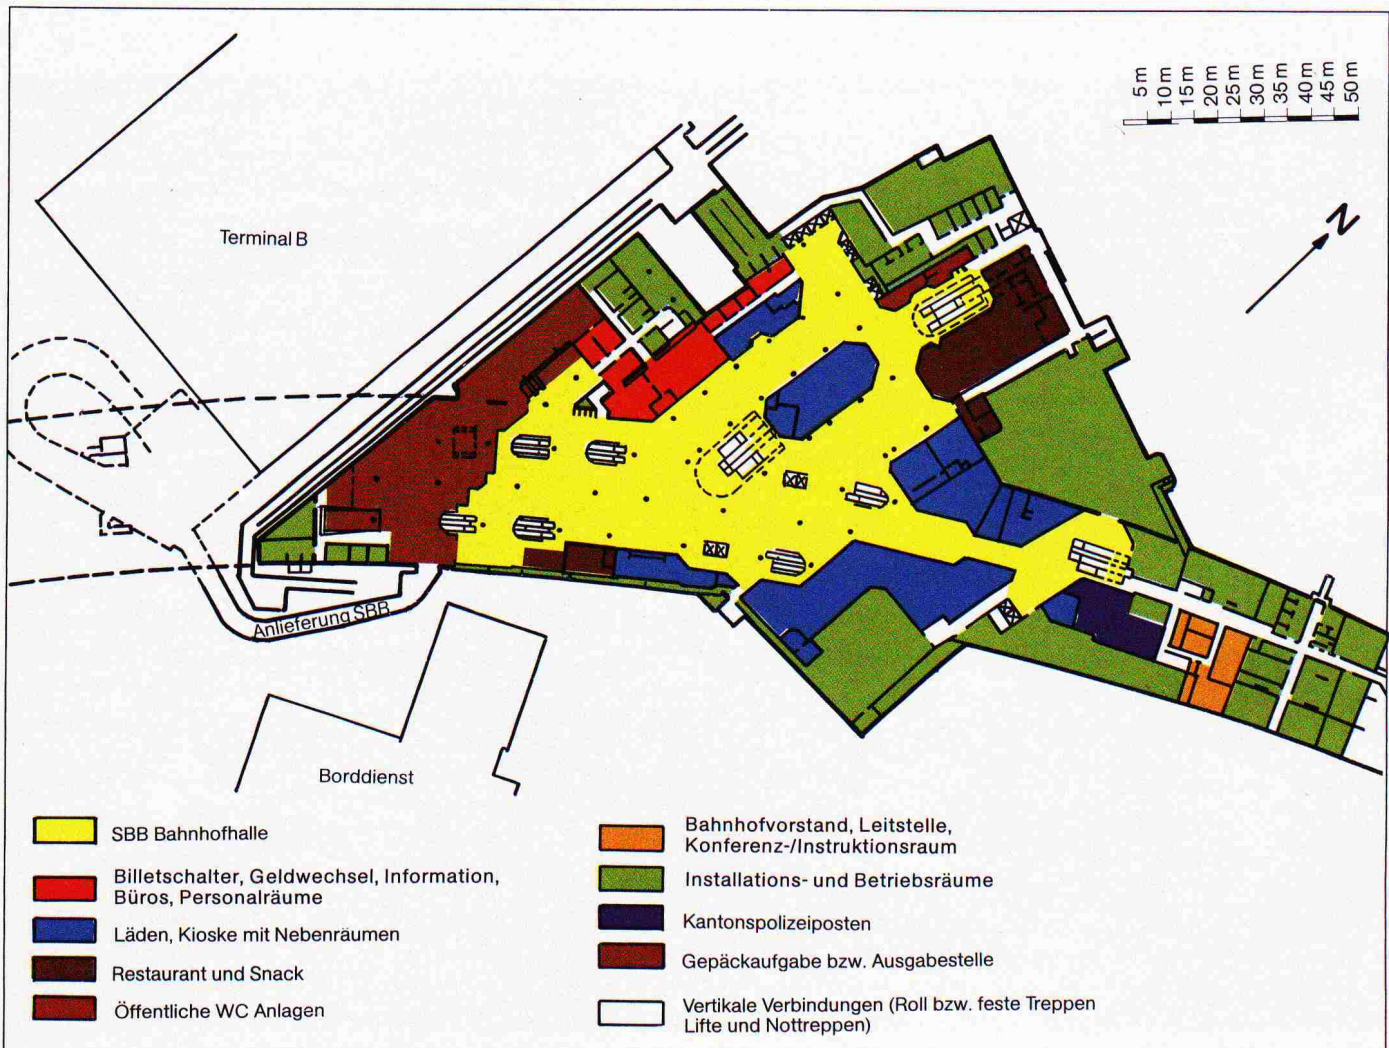 5 m
10 m
15 m
20 m
25 m
30 m
35 m
40 m
45 m
50 m
N
Terminal B
Anlieferung SBB
Borddienst
SBB Bahnhofhalle
Billetschalter, Geldwechsel, Information,
Büros, Personalräume
Läden, Kioske mit Nebenräumen
Restaurant und Snack
Öffentliche WC Anlagen
Bahnhofvorstand, Leitstelle,
Konferenz-/Instruktionsraum
Installations- und Betriebsräume
Kantonspolizeiposten
Gepäckaufgabe bzw. Ausgabestelle
Vertikale Verbindungen (Roll bzw. feste Treppen
Lifte und Nottreppen)